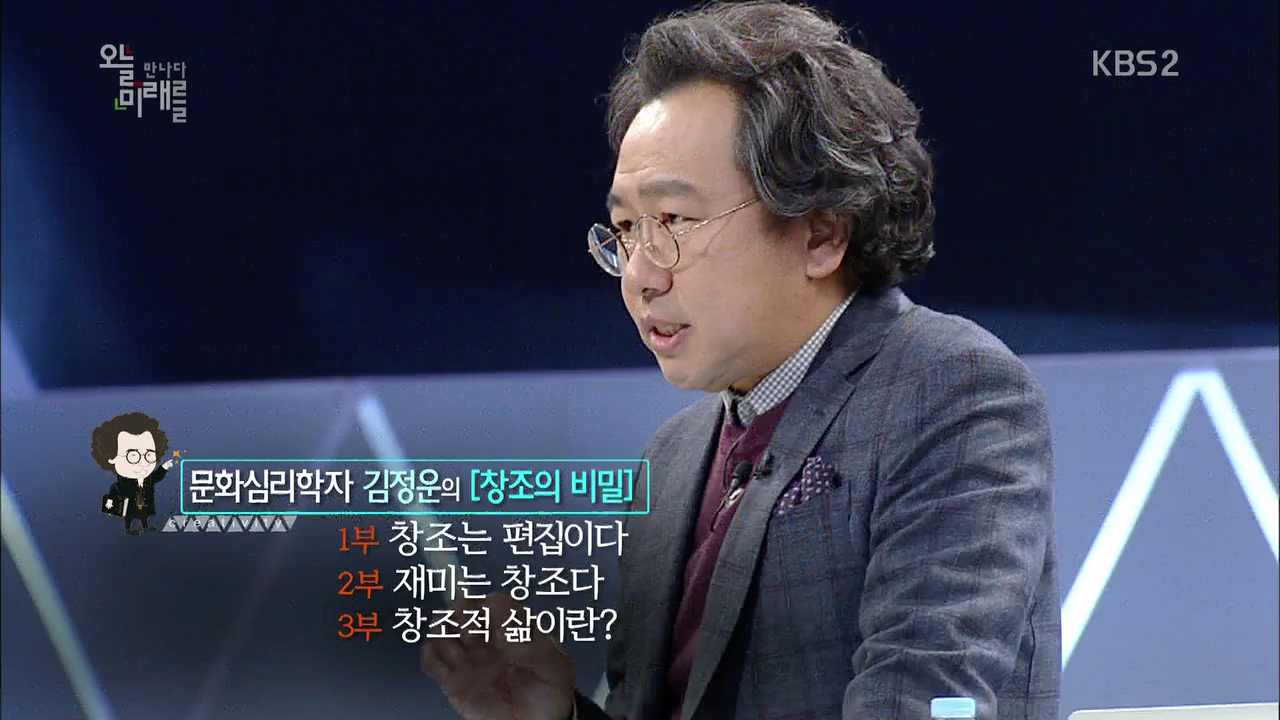 오늘
만나다
미래를
KBS2
문화심리학자 김정운의 [창조의 비밀]
1부 창조는 편집이다
2부 재미는 창조다
3부 창조적 삶이란?